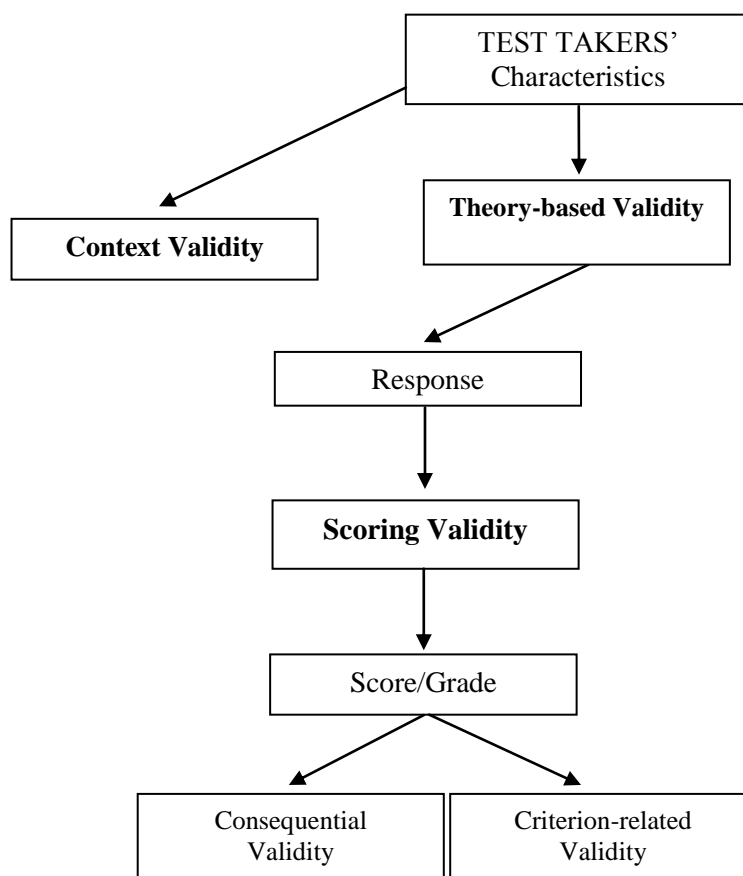 TEST TAKERS’
Characteristics
Context Validity
Theory-based Validity
Response
Scoring Validity
Score/Grade
Consequential
Validity
Criterion-related
Validity